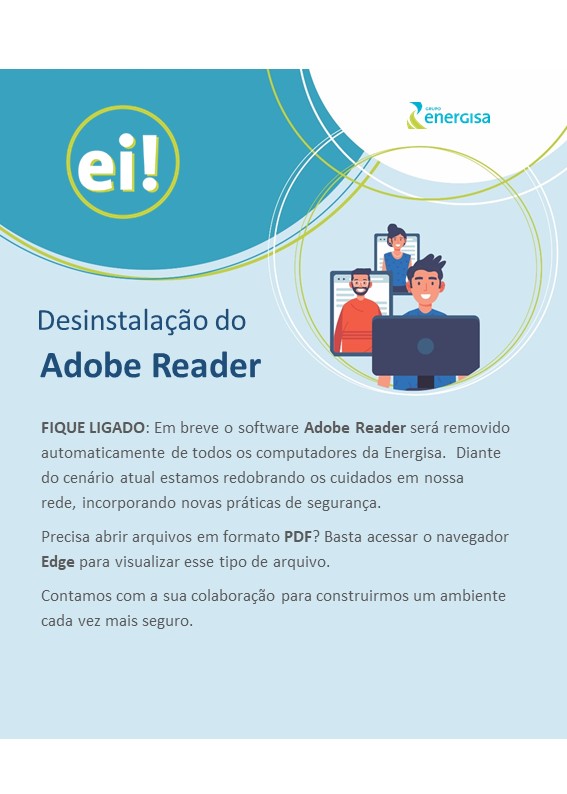 ei!
GRUPO
energisa
Desinstalação do
Adobe Reader
FIQUE LIGADO: Em breve o software Adobe Reader será removido
automaticamente de todos os computadores da Energisa. Diante
do cenário atual estamos redobrando os cuidados em nossa
rede, incorporando novas práticas de segurança.
Precisa abrir arquivos em formato PDF? Basta acessar o navegador
Edge para visualizar esse tipo de arquivo.
Contamos com a sua colaboração para construirmos um ambiente
cada vez mais seguro.